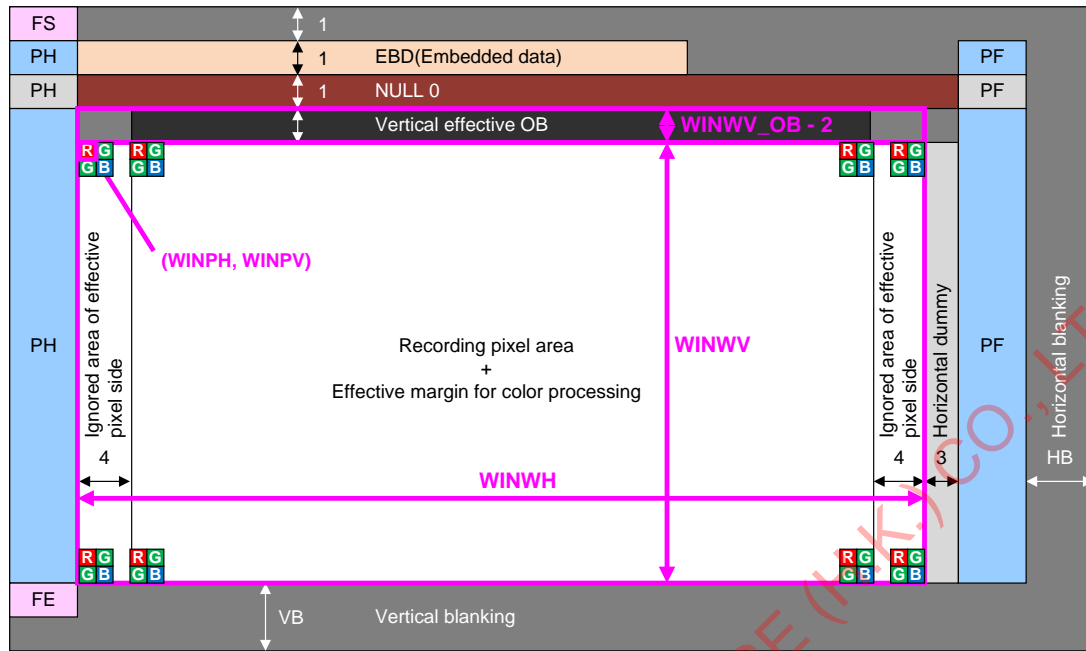 FS
1
PH
1
EBD(Embedded data)
PF
PH
1
NULL 0
PF
Vertical effective OB
WINWV_OB - 2
R G
G B
R G
G B
R G
G B
R G
G B
(WINPH, WINPV)
PH
Ignored area of effective
pixel side
4
Recording pixel area
+
Effective margin for color processing
WINWV
WINWH
Ignored area of effective
pixel side
4
Horizontal dummy
3
PF
Horizontal blanking
HB
R G
G B
R G
G B
R G
G B
R G
G B
FE
VB
Vertical blanking
(H.K.) CO.,